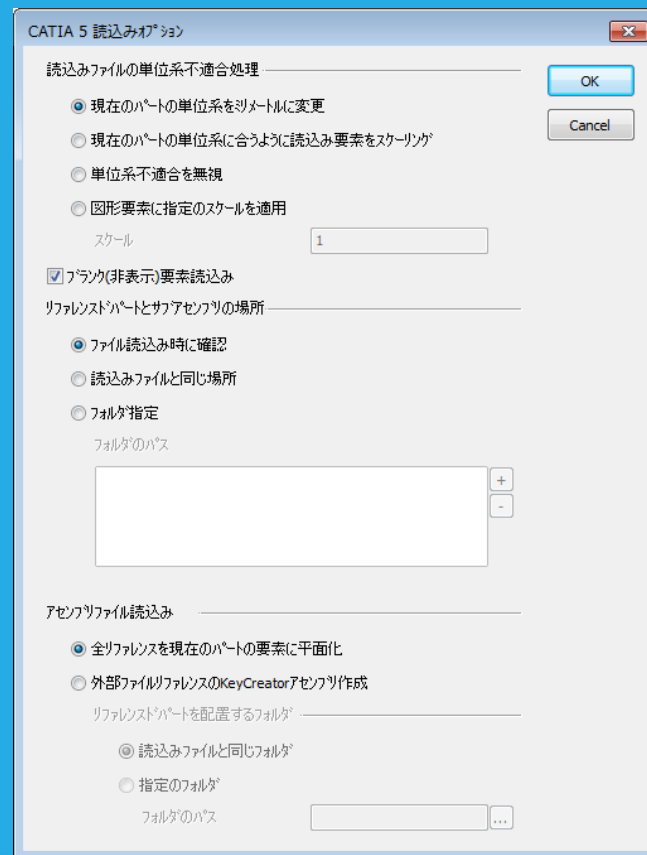 CATIA 5 読込みｵﾌﾟｼｮﾝ
読込みファイルの単位系不適合処理
OK
現在のﾊﾟｰﾄの単位系をﾐﾘﾒｰﾄﾙに変更
Cancel
現在のﾊﾟｰﾄの単位系に合うように読込み要素をｽｹｰﾘﾝｸﾞ
単位系不適合を無視
図形要素に指定のスケールを適用
ｽｹｰﾙ
1
ﾌﾞﾗﾝｸ(非表示)要素読込み
ﾘﾌｧﾚﾝｽﾄﾞﾊﾟｰﾄとｻﾌﾞｱｾﾝﾌﾞﾘの場所
ﾌｧｲﾙ読込み時に確認
読込みﾌｧｲﾙと同じ場所
ﾌｫﾙﾀﾞ指定
ﾌｫﾙﾀﾞのﾊﾟｽ
+
-
ｱｾﾝﾌﾞﾘﾌｧｲﾙ読込み
全ﾘﾌｧﾚﾝｽを現在のﾊﾟｰﾄの要素に平面化
外部ﾌｧｲﾙﾘﾌｧﾚﾝｽのKeyCreatorｱｾﾝﾌﾞﾘ作成
ﾘﾌｧﾚﾝｽﾄﾞﾊﾟｰﾄを配置するﾌｫﾙﾀﾞ
読込みﾌｧｲﾙと同じﾌｫﾙﾀﾞ
指定のﾌｫﾙﾀﾞ
ﾌｫﾙﾀﾞのﾊﾟｽ
...